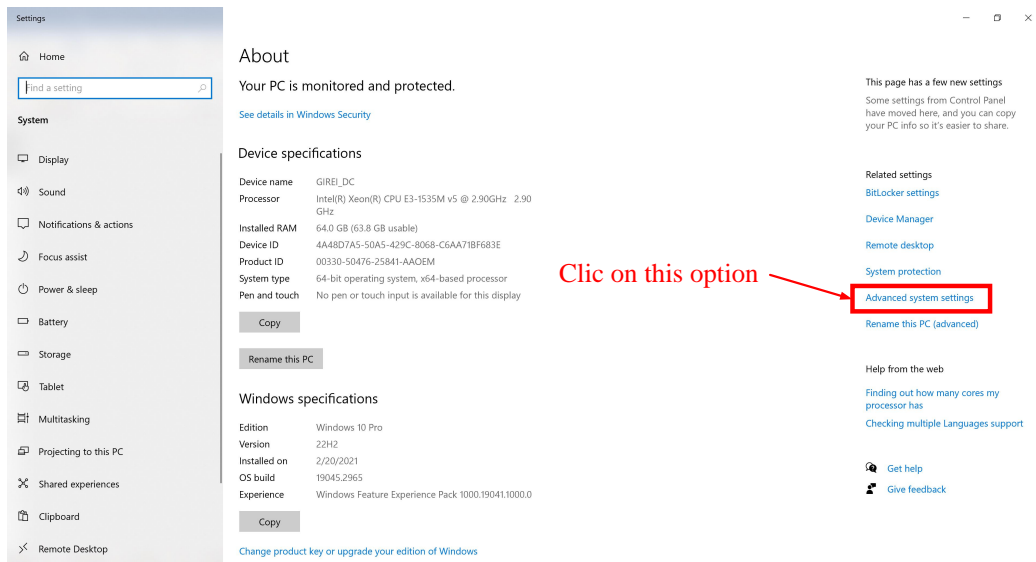 Settings
Home
Find a setting
System
Display
Sound
Notifications & actions
Focus assist
Power & sleep
Battery
Storage
Tablet
Multitasking
Projecting to this PC
Shared experiences
Clipboard
Remote Desktop
About
Your PC is monitored and protected.
See details in Windows Security
Device specifications
Device name GIREI_DC
Processor Intel(R) Xeon(R) CPU E3-1535M v5 @ 2.90GHz 2.90
GHz
Installed RAM 64.0 GB (63.8 GB usable)
Device ID 4A48D7A5-50A5-429C-8068-C6AA71BF683E
Product ID 00330-50476-25841-AAOEM
System type 64-bit operating system, x64-based processor
Pen and touch No pen or touch input is available for this display
Copy
Rename this PC
Windows specifications
Edition Windows 10 Pro
Version 22H2
Installed on 2/20/2021
OS build 19045.2965
Experience Windows Feature Experience Pack 1000.19041.1000.0
Copy
Change product key or upgrade your edition of Windows
Clic on this option
This page has a few new settings
Some settings from Control Panel
have moved here, and you can copy
your PC info so it's easier to share.
Related settings
BitLocker settings
Device Manager
Remote desktop
System protection
Advanced system settings
Rename this PC (advanced)
Help from the web
Finding out how many cores my
processor has
Checking multiple Languages support
Get help
Give feedback